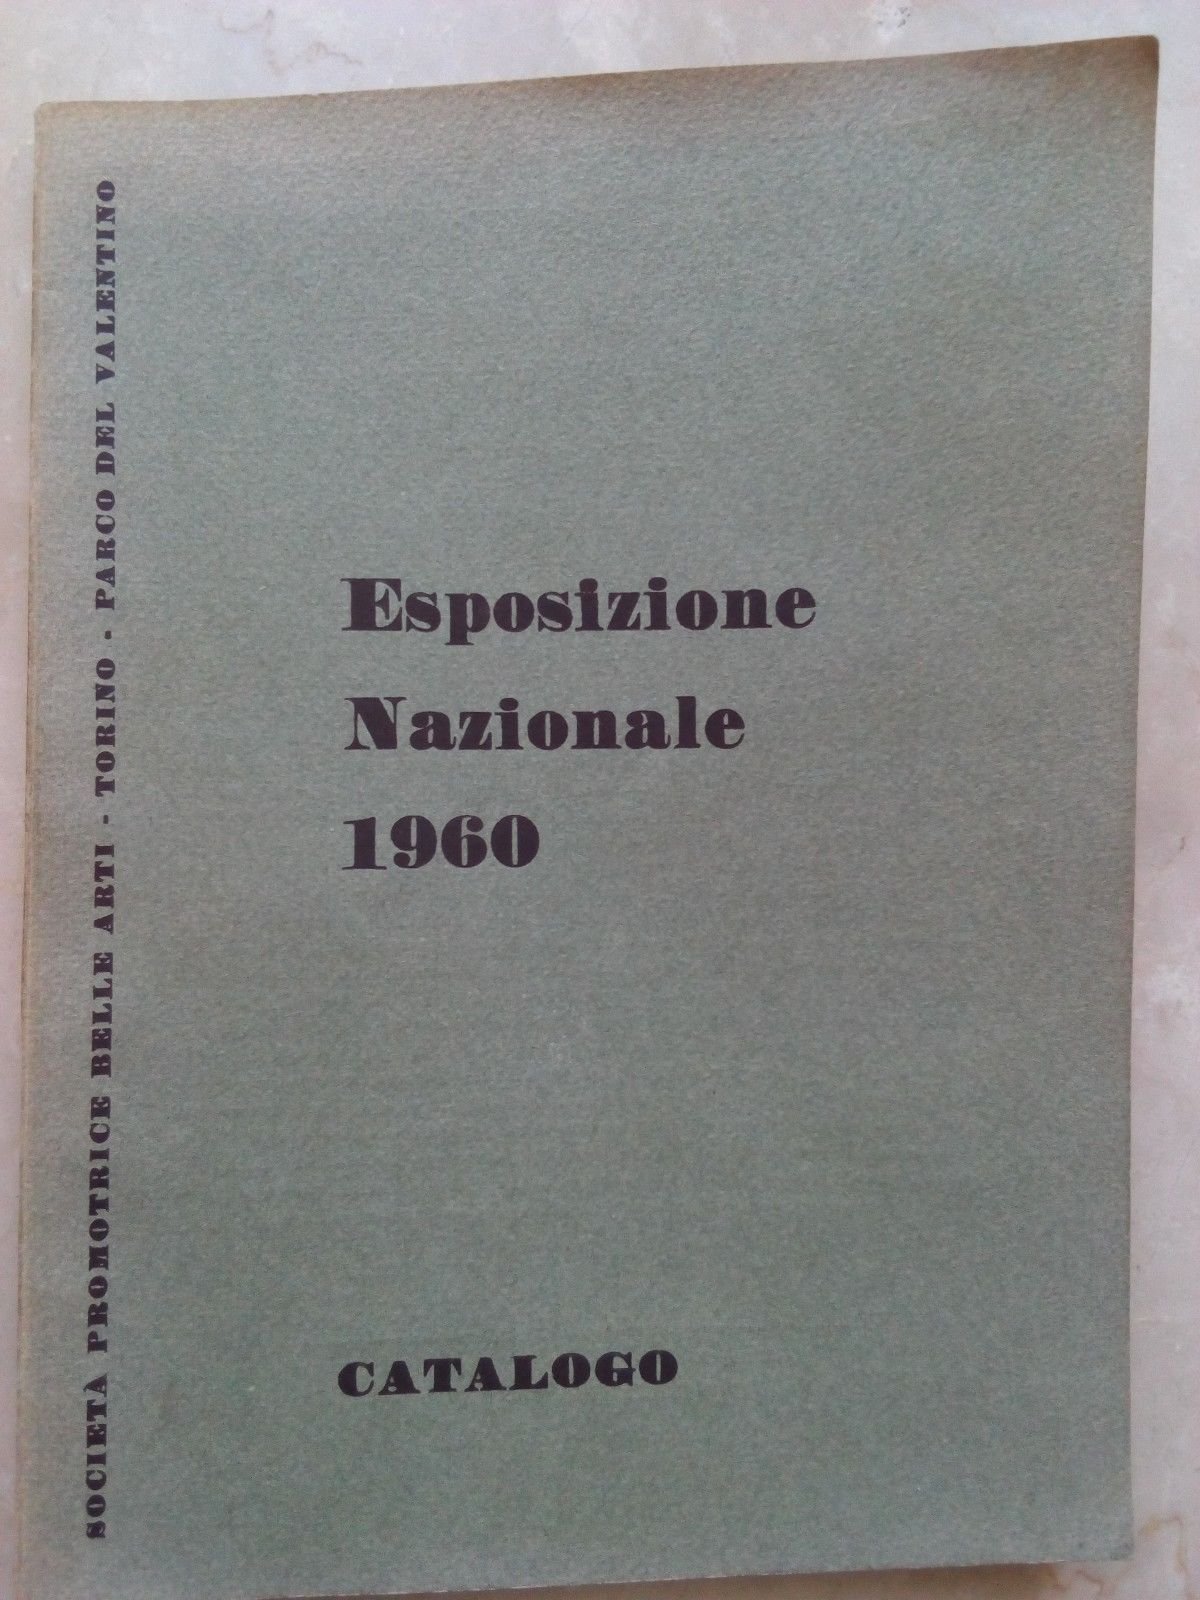 SOCIETÀ PROMOTRICE BELLE ARTI - TORINO - PARCO DEL VALENTINO
Esposizione
Nazionale
1960
CATALOGO